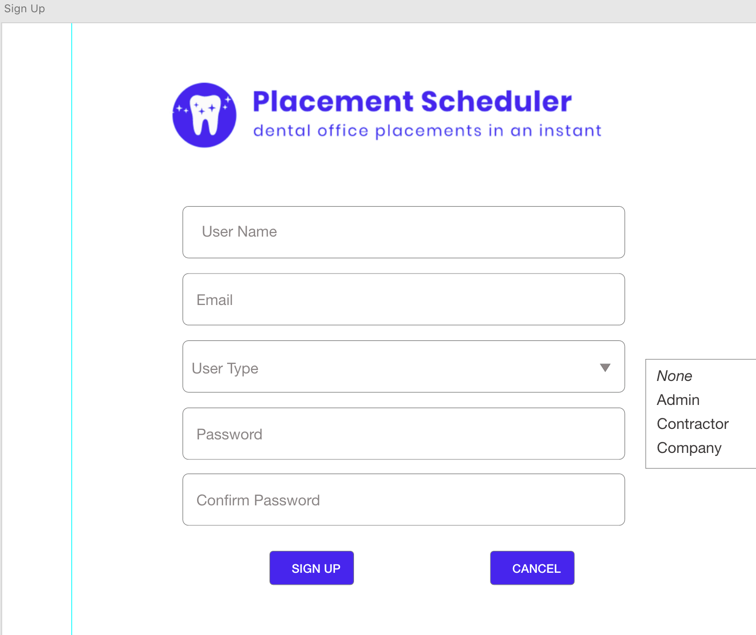 Sign Up
Placement Scheduler
dental office placements in an instant
User Name
Email
User Type
None
Admin
Contractor
Company
Password
Confirm Password
SIGN UP
CANCEL